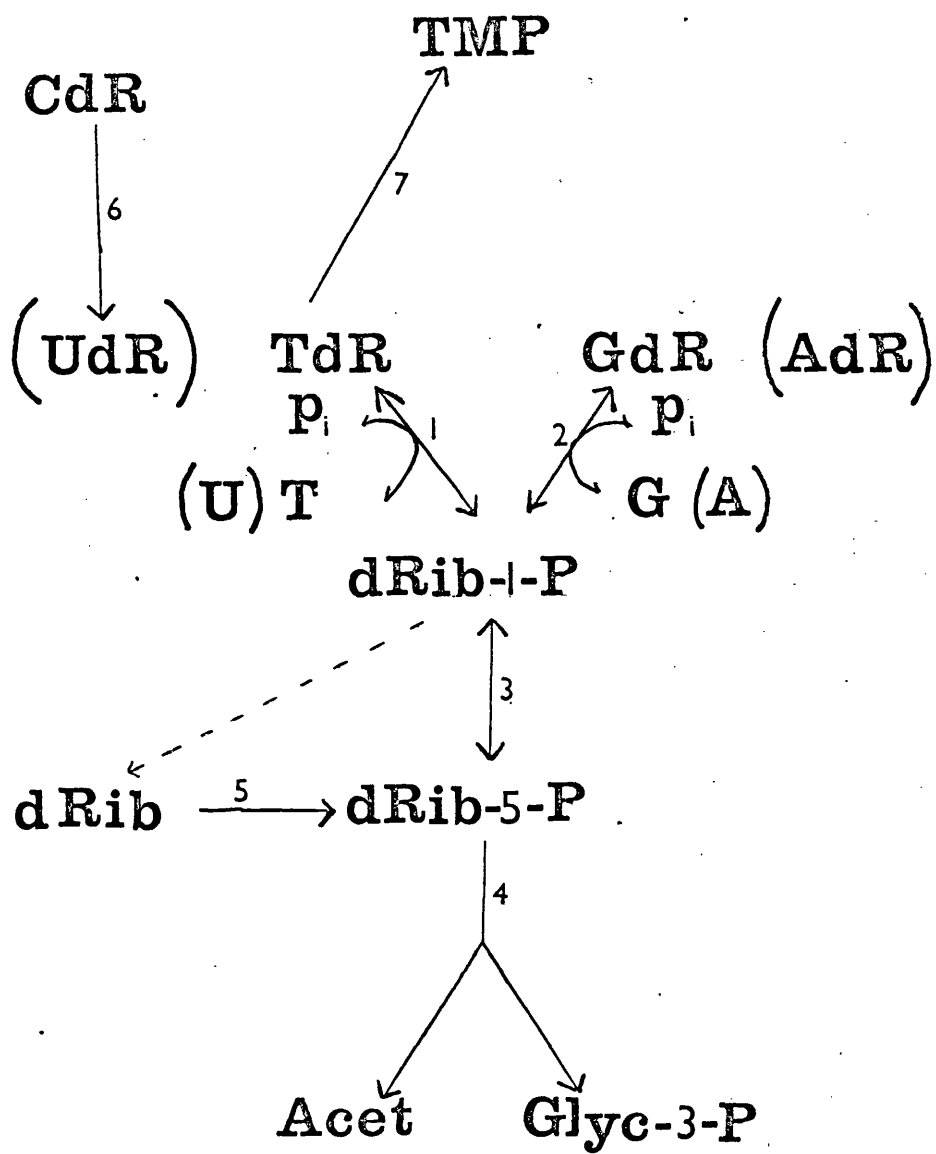 TMP
CdR
6
7
(UdR) TdR GdR (AdR)
pi 1 2 pi
(U) T G (A)
dRib-1-P
3
dRib 5 dRib-5-P
4
Acet Glyc-3-P